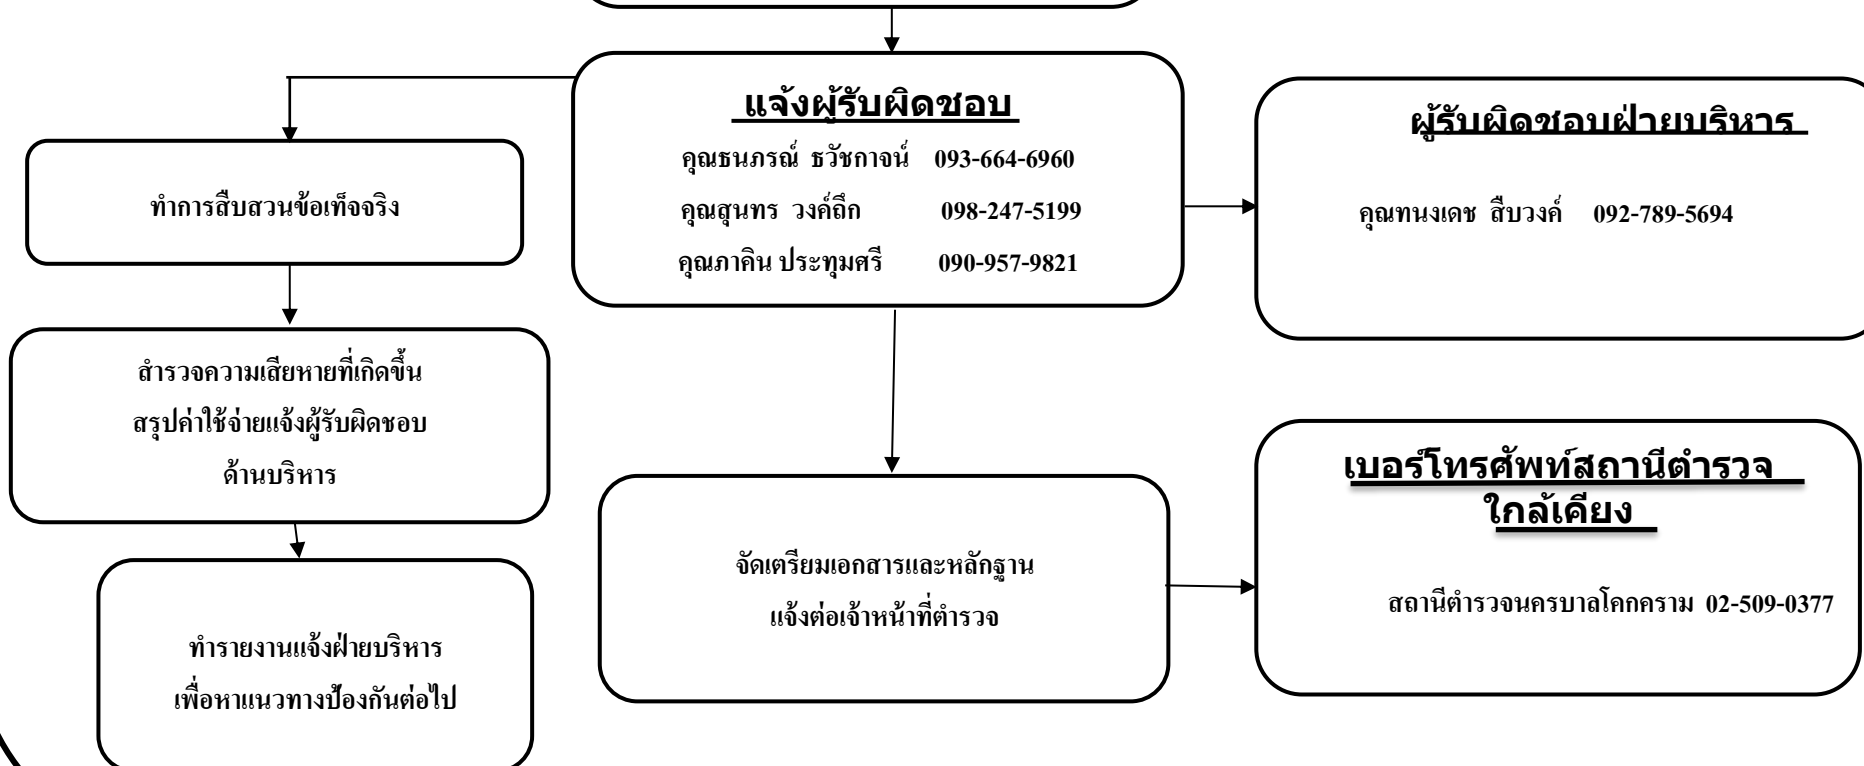 แจ้งผู้รับผิดชอบ
คุณธนภรณ์ ธวัชกาจน์ 093-664-6960
คุณสุนทร วงค์ถึก 098-247-5199
คุณภาคิน ประทุมศรี 090-957-9821
ผู้รับผิดชอบฝ่ายบริหาร
คุณทนงเดช สืบวงค์ 092-789-5694
ทำการสืบสวนข้อเท็จจริง
สำรวจความเสียหายที่เกิดขึ้น
สรุปค่าใช้จ่ายแจ้งผู้รับผิดชอบ
ด้านบริหาร
ทำรายงานแจ้งฝ่ายบริหาร
เพื่อหาแนวทางป้องกันต่อไป
จัดเตรียมเอกสารและหลักฐาน
แจ้งต่อเจ้าหน้าที่ตำรวจ
เบอร์โทรศัพท์สถานีตำรวจ
ใกล้เคียง
สถานีตำรวจนครบาลโคกคราม 02-509-0377